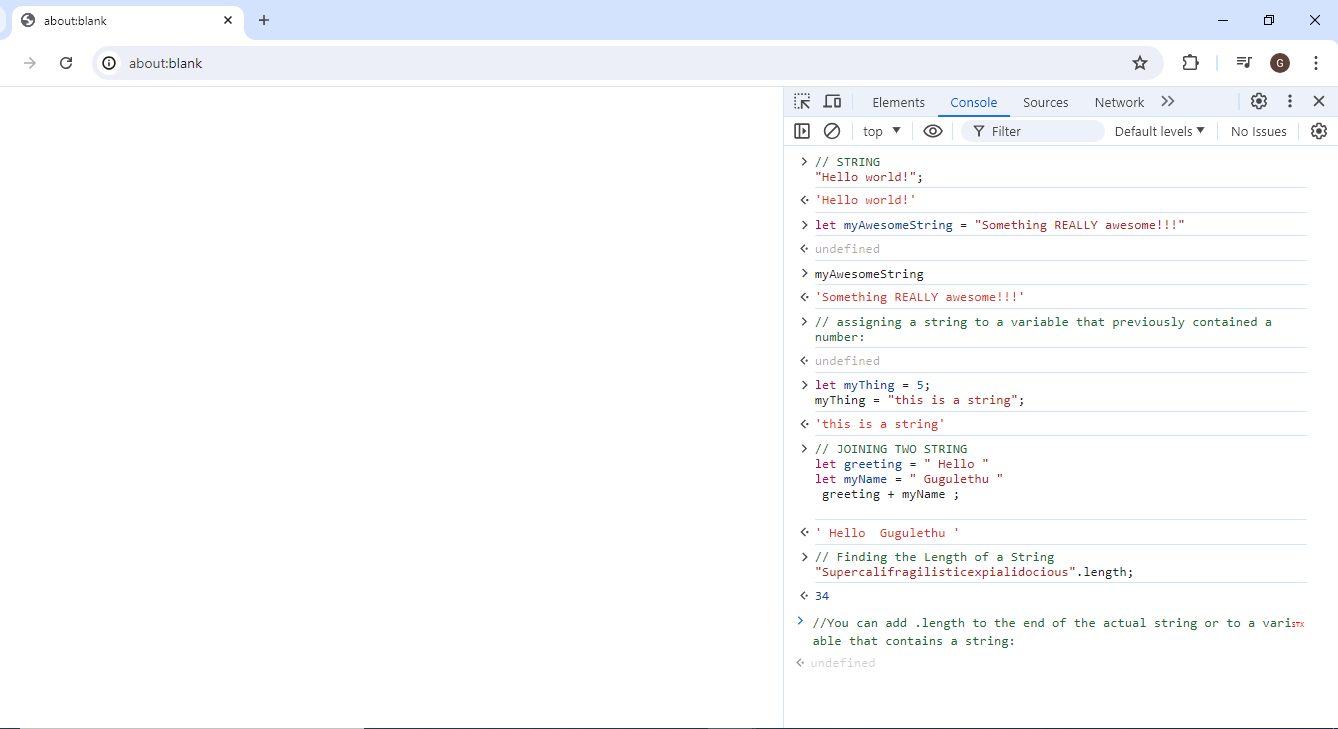 about:blank
about:blank
G
Elements Console Sources Network
top Filter Default levels No Issues
// STRING
"Hello world!";
'Hello world!'
let myAwesomeString = "Something REALLY awesome!!!"
undefined
myAwesomeString
'Something REALLY awesome!!!'
// assigning a string to a variable that previously contained a
number:
undefined
let myThing = 5;
myThing = "this is a string";
'this is a string'
// JOINING TWO STRING
let greeting = " Hello "
let myName = " Gugulethu "
greeting + myName ;
' Hello  Gugulethu '
// Finding the Length of a String
"Supercalifragilisticexpialidocious".length;
34
//You can add .length to the end of the actual string or to a variSTX
able that contains a string:
undefined